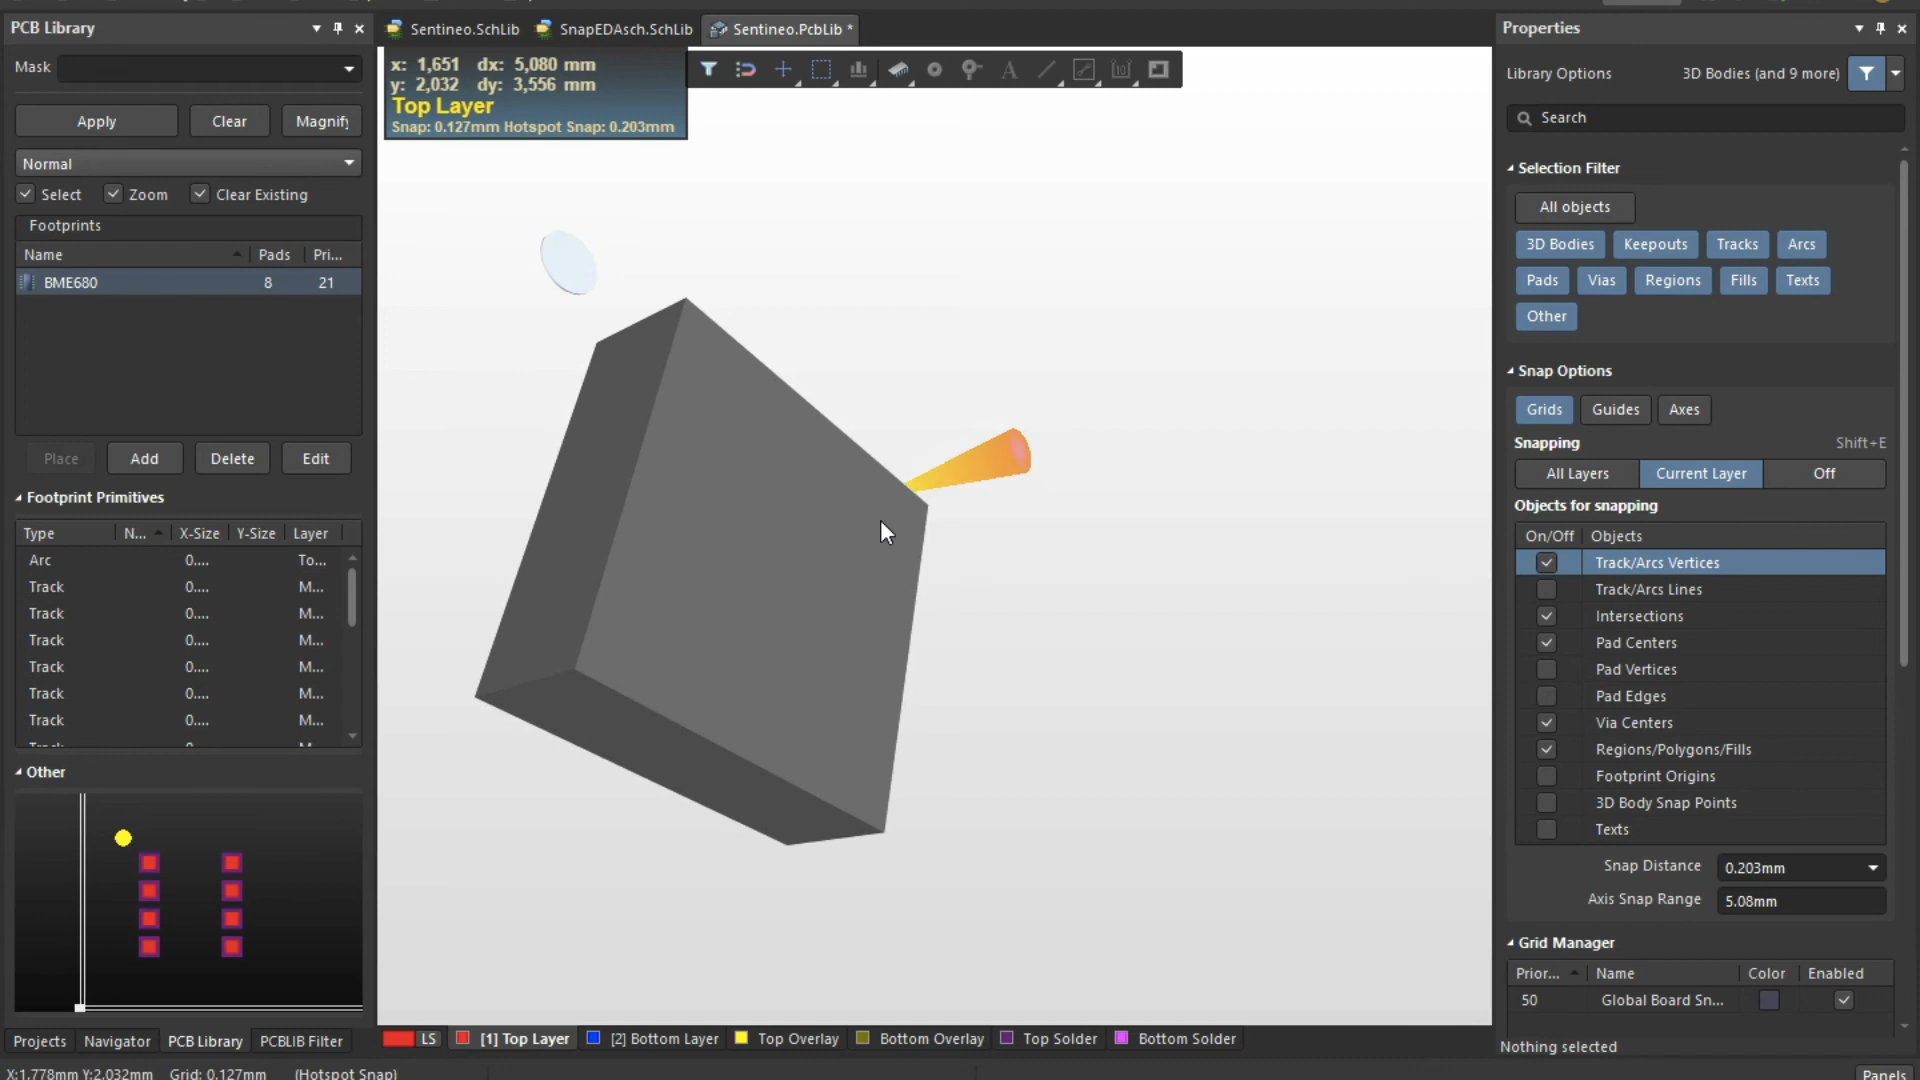 PCB Library
Sentineo.SchLib
SnapEDAsch.SchLib
Sentineo.PcbLib *
Properties
Mask
x: 1,651 dx: 5,080 mm
y: 2,032 dy: 3,556 mm
Top Layer
Snap: 0.127mm Hotspot Snap: 0.203mm
Library Options
3D Bodies (and 9 more)
Search
Apply
Clear
Magnify
Normal
Select
Zoom
Clear Existing
Footprints
Name
Pads
Pri...
BME680
8
21
Place
Add
Delete
Edit
Footprint Primitives
Type
N...
X-Size
Y-Size
Layer
Arc 0.... To...
Track 0.... M...
Track 0.... M...
Track 0.... M...
Track 0.... M...
Track 0.... M...
Track 0.... M...
Other
Projects
Navigator
PCB Library
PCBLIB Filter
LS
[1] Top Layer
[2] Bottom Layer
Top Overlay
Bottom Overlay
Top Solder
Bottom Solder
X:1.778mm Y:2.032mm Grid: 0.127mm (Hotspot Snap)
Selection Filter
All objects
3D Bodies
Keepouts
Tracks
Arcs
Pads
Vias
Regions
Fills
Texts
Other
Snap Options
Grids
Guides
Axes
Snapping
Shift+E
All Layers
Current Layer
Off
Objects for snapping
On/Off
Objects
Track/Arcs Vertices
Track/Arcs Lines
Intersections
Pad Centers
Pad Vertices
Pad Edges
Via Centers
Regions/Polygons/Fills
Footprint Origins
3D Body Snap Points
Texts
Snap Distance
0.203mm
Axis Snap Range
5.08mm
Grid Manager
Prior...
Name
Color
Enabled
50
Global Board Sn...
Nothing selected
Panels